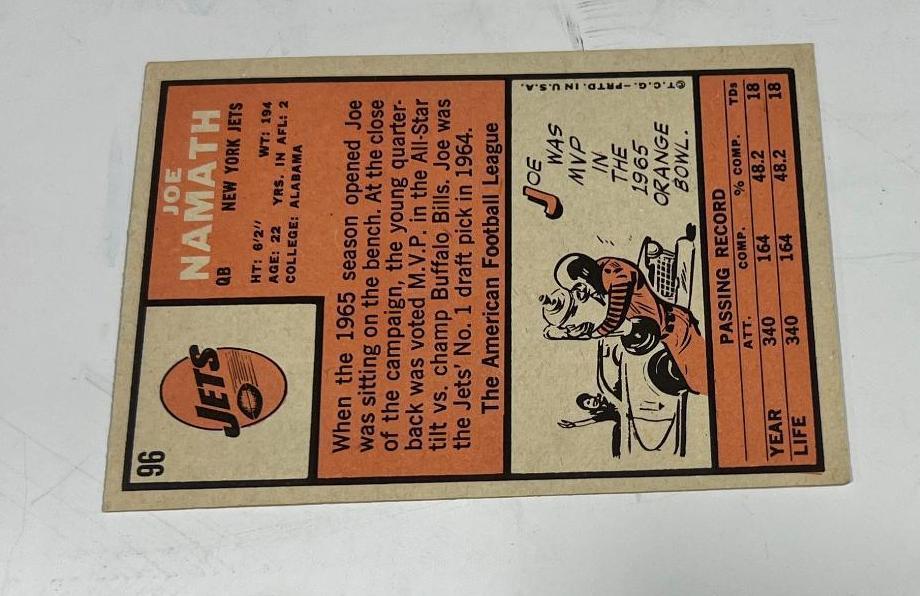 96
JETS
JOE
NAMATH
QB NEW YORK JETS
HT: 6'2" WT: 194
AGE: 22 YRS. IN AFL: 2
COLLEGE: ALABAMA
When the 1965 season opened Joe
was sitting on the bench. At the close
of the campaign, the young quarter-
back was voted M.V.P. in the All-Star
tilt vs. champ Buffalo Bills. Joe was
the Jets' No. 1 draft pick in 1964.
The American Football League
JOE WAS
MVP
IN
THE
1965
ORANGE
BOWL.
© T.C.G.—PRTD. IN U.S.A.
PASSING RECORD
ATT. COMP. % COMP. TDs
YEAR 340 164 48.2 18
LIFE 340 164 48.2 18